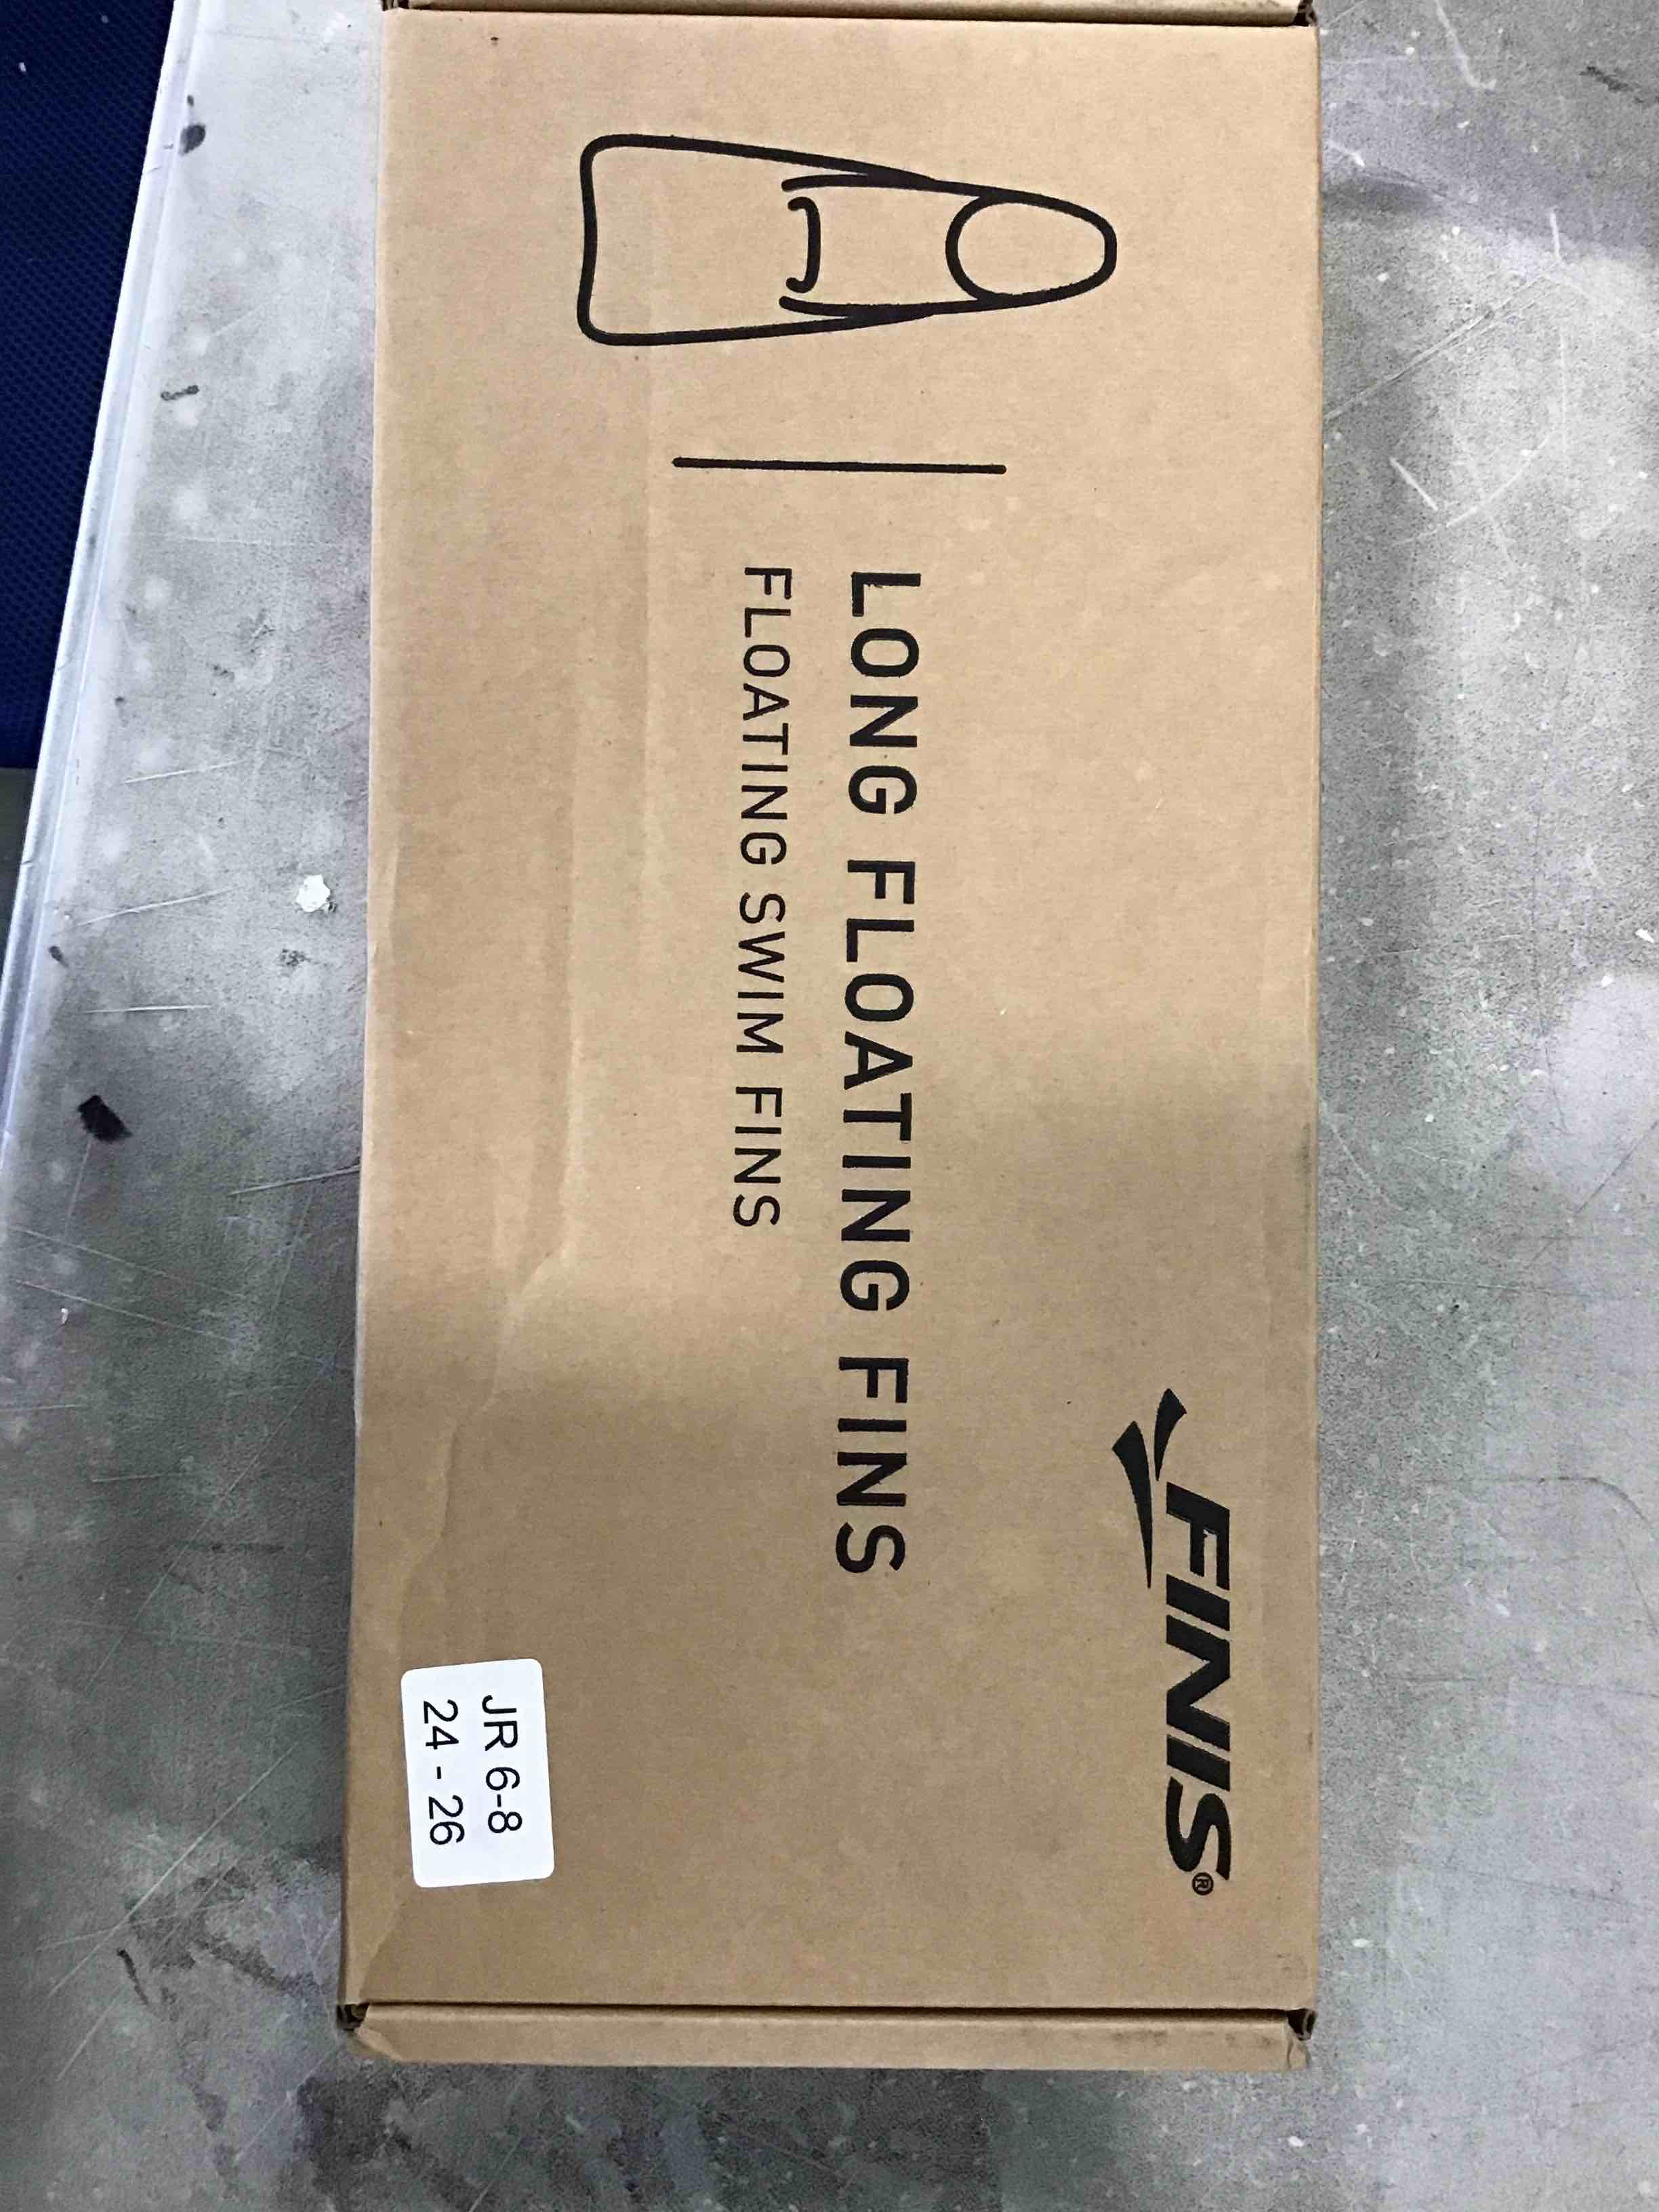 FINIS®
LONG FLOATING FINS
FLOATING SWIM FINS
JR 6-8
24 - 26